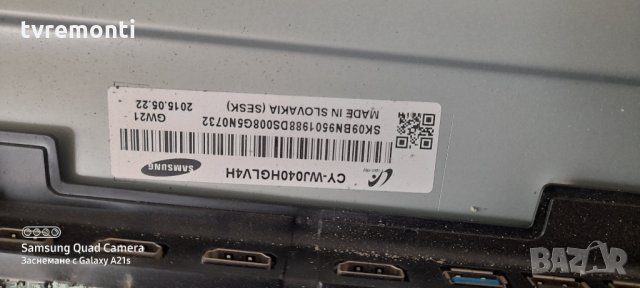 tvremonti
CY-WJ040HGLV4H
SAMSUNG
SK09BN9501988DS008G5N0732
MADE IN SLOVAKIA (SESK)
GW21
2015.05.22
Samsung Quad Camera
Заснемане с Galaxy A21s
BAZAR